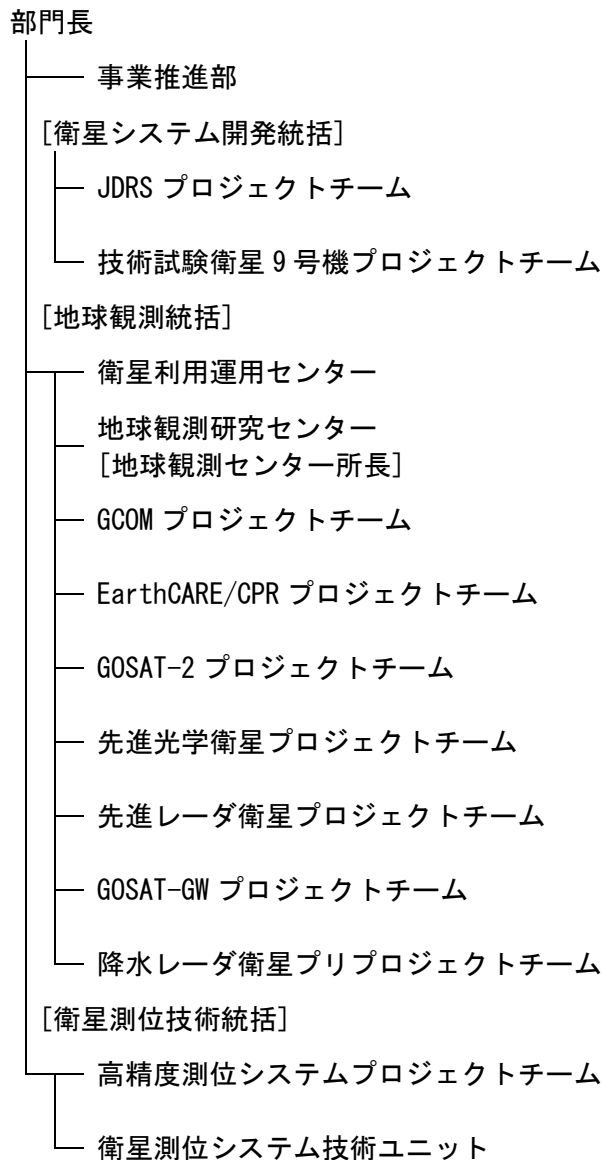 部門長
事業推進部
[衛星システム開発統括]
JDRS プロジェクトチーム
技術試験衛星 9 号機プロジェクトチーム
[地球観測統括]
衛星利用運用センター
地球観測研究センター
[地球観測センター所長]
GCOM プロジェクトチーム
EarthCARE/CPR プロジェクトチーム
GOSAT-2 プロジェクトチーム
先進光学衛星プロジェクトチーム
先進レーダ衛星プロジェクトチーム
GOSAT-GW プロジェクトチーム
降水レーダ衛星プリプロジェクトチーム
[衛星測位技術統括]
高精度測位システムプロジェクトチーム
衛星測位システム技術ユニット